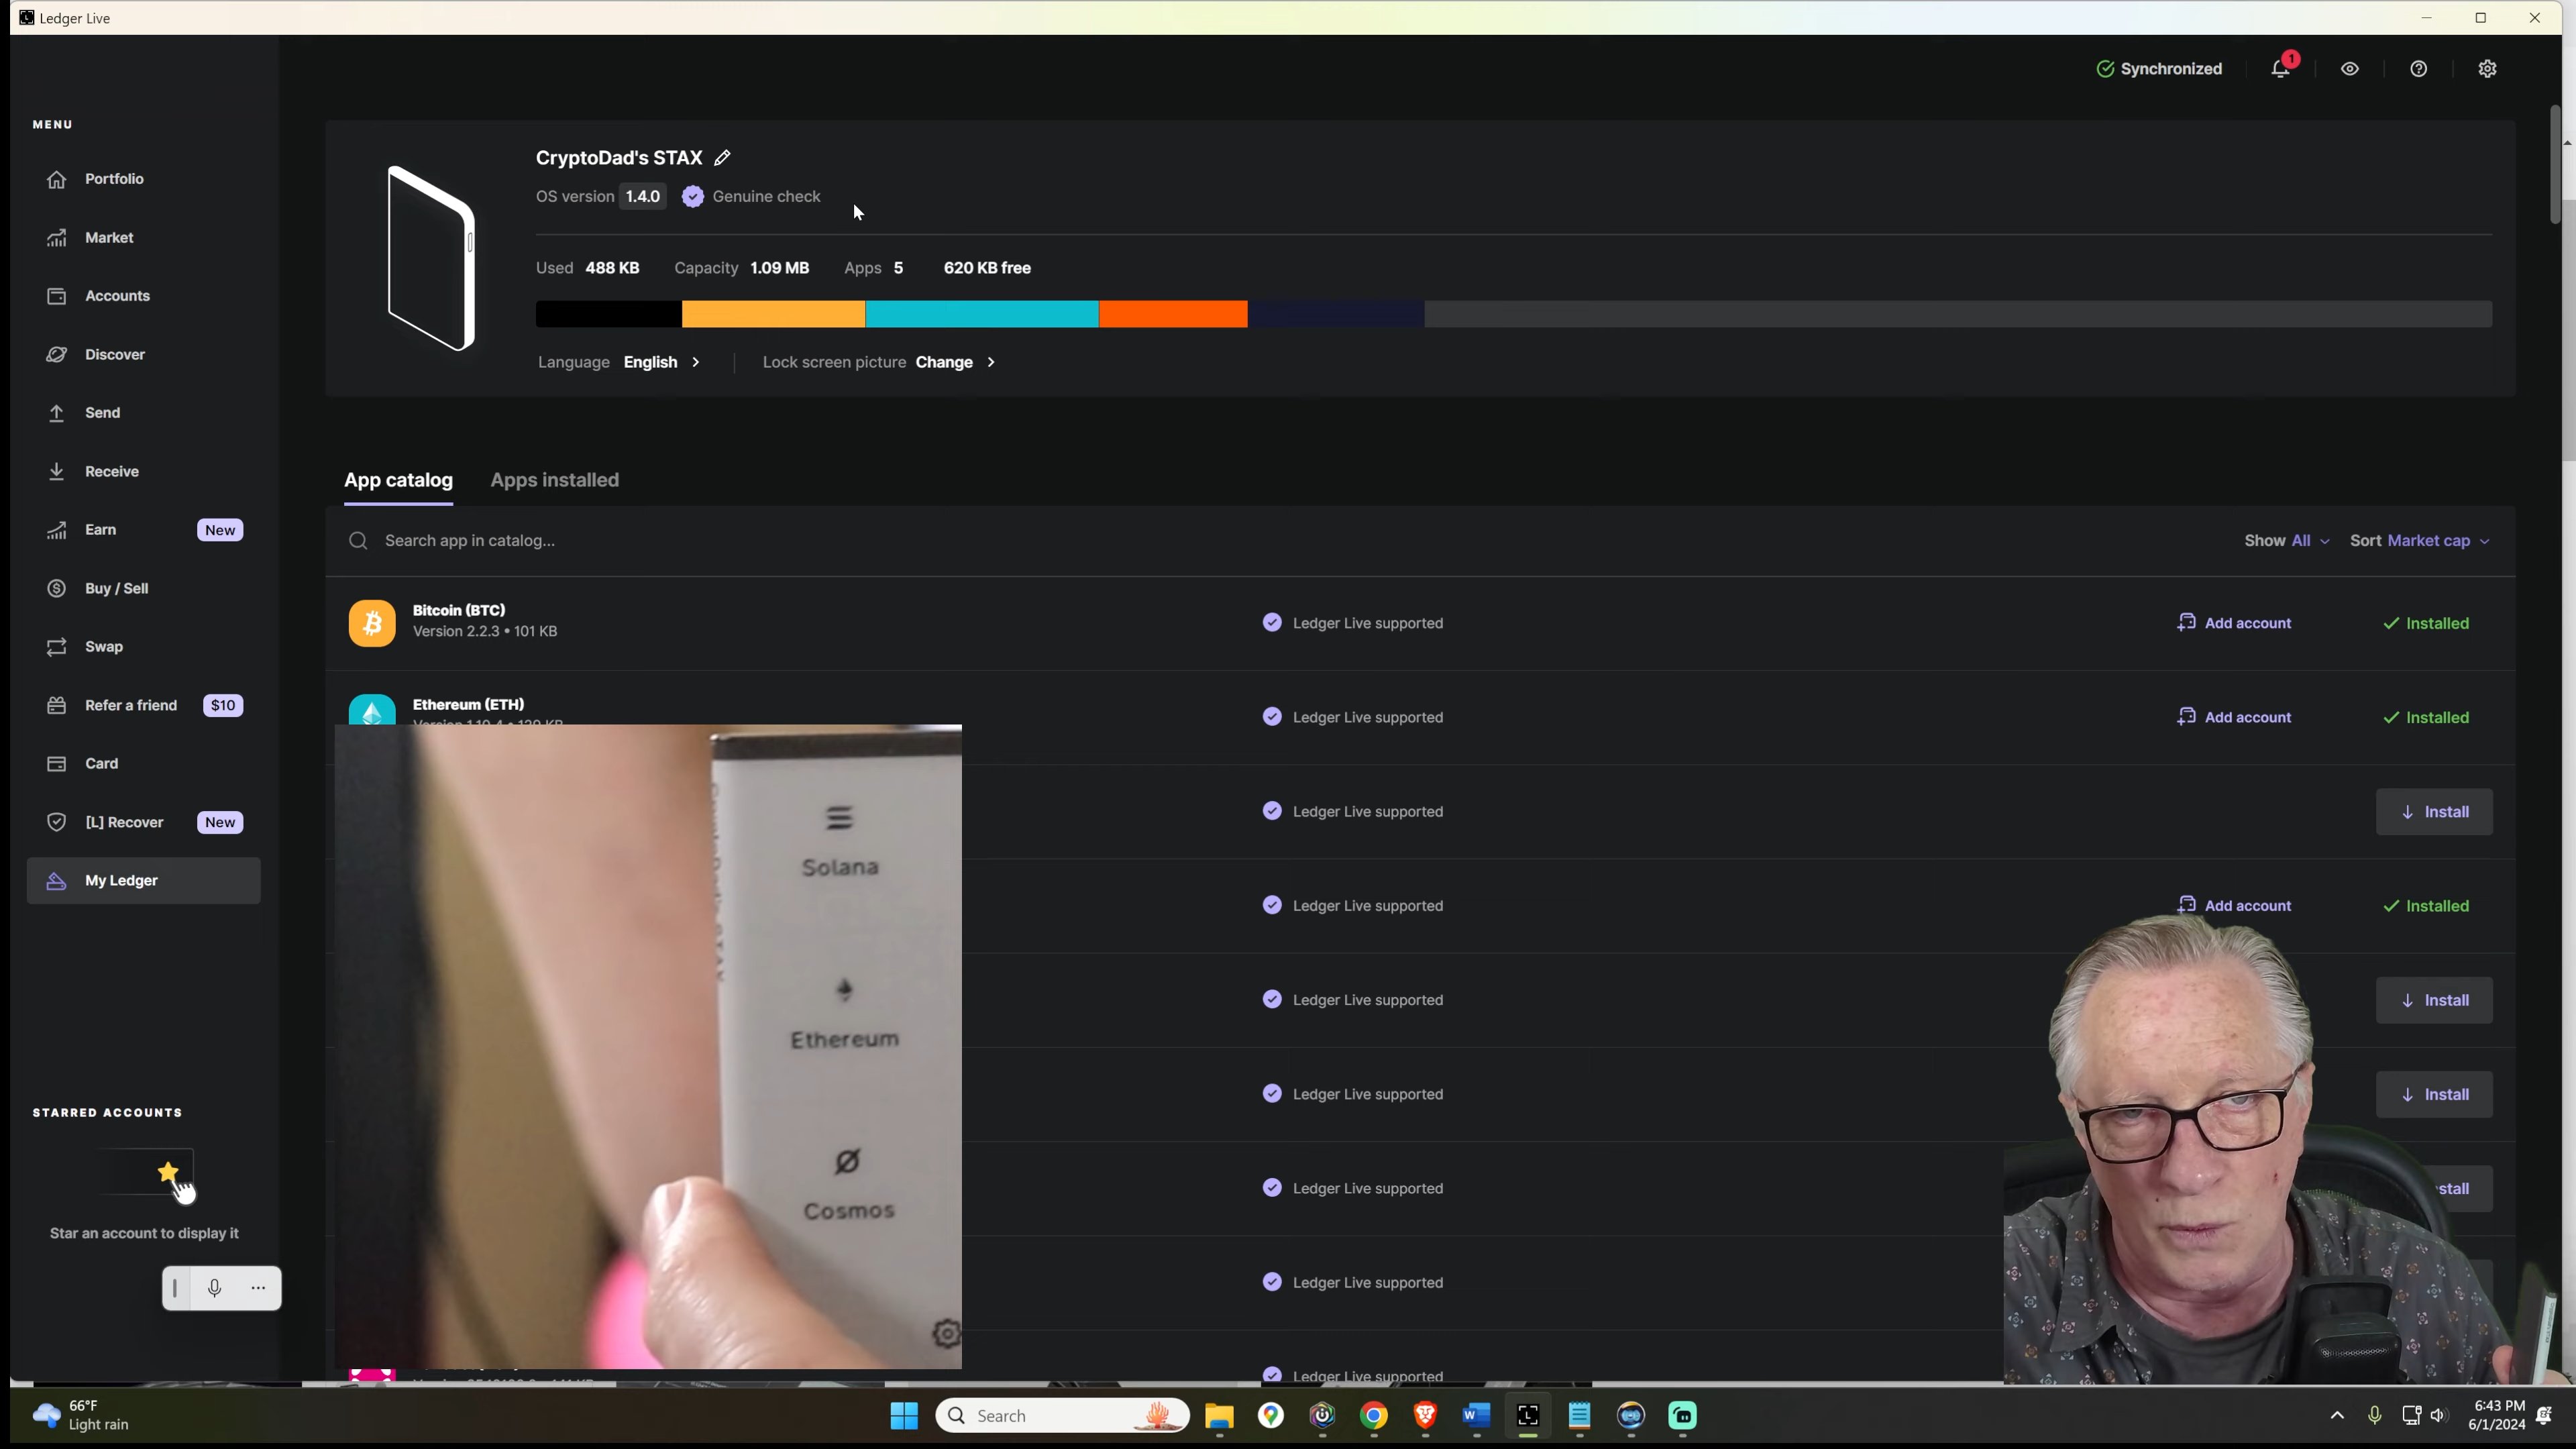 Ledger Live
Synchronized
1
MENU
Portfolio
Market
Accounts
Discover
Send
Receive
Earn New
Buy / Sell
Swap
Refer a friend $10
Card
[L] Recover New
My Ledger
STARRED ACCOUNTS
Star an account to display it
CryptoDad's STAX
OS version 1.4.0 Genuine check
Used 488 KB Capacity 1.09 MB Apps 5 620 KB free
Language English Lock screen picture Change
App catalog Apps installed
Search app in catalog... Show All Sort Market cap
Bitcoin (BTC)
Version 2.2.3 • 101 KB
Ledger Live supported Add account Installed
Ethereum (ETH)
Ledger Live supported Add account Installed
Ledger Live supported Install
Ledger Live supported Add account Installed
Ledger Live supported Install
Ledger Live supported Install
Ledger Live supported
Ledger Live supported
Ledger Live supported
Solana
Ethereum
Cosmos
66°F
Light rain
Search
6:43 PM
6/1/2024